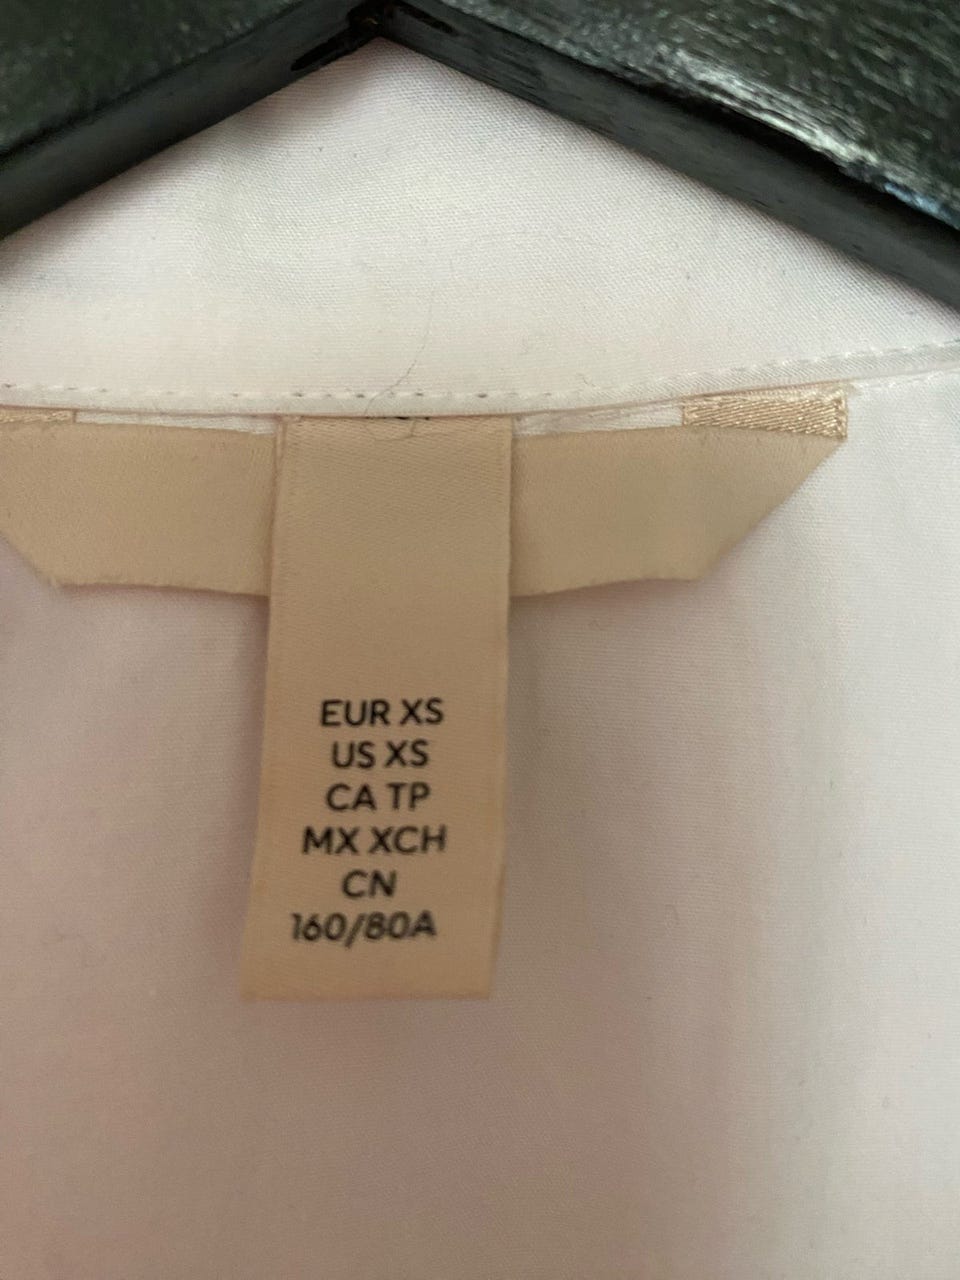 EUR XS
US XS
CA TP
MX XCH
CN
160/80A